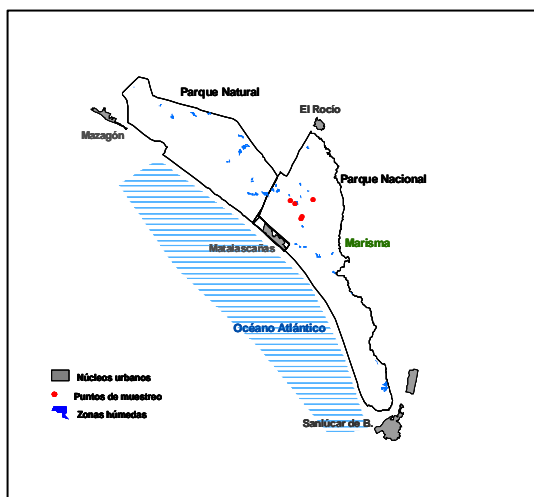 Parque Natural
El Rocío
Mazagón
Parque Nacional
Matalascañas
Marisma
Océano Atlántico
Núcleos urbanos
Puntos de muestreo
Zonas húmedas
Sanlúcar de B.